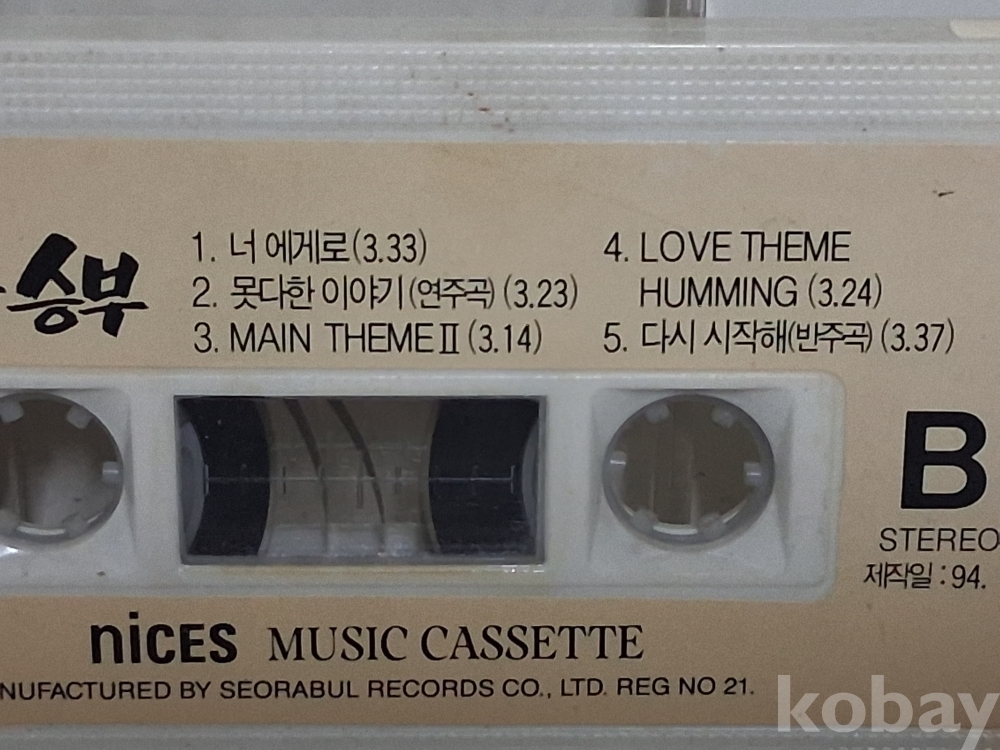 승부
1. 너 에게로 (3.33)
2. 못다한 이야기 (연주곡) (3.23)
3. MAIN THEME Ⅱ (3.14)
4. LOVE THEME
HUMMING (3.24)
5. 다시 시작해(반주곡) (3.37)
B
STEREO
제작일 : 94.
nices MUSIC CASSETTE
NUFACTURED BY SEORABUL RECORDS CO., LTD. REG NO 21.
kobay